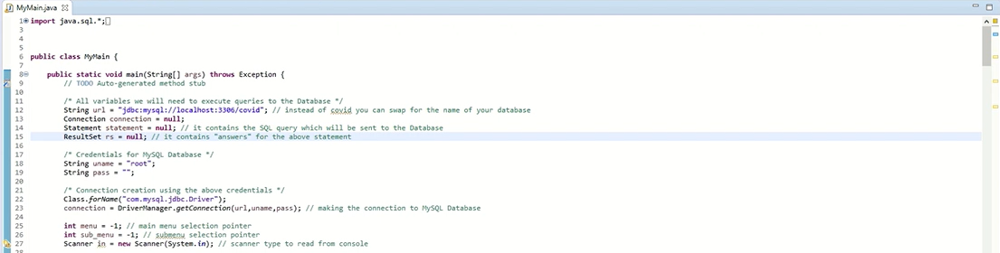 MyMain.java
1 import java.sql.*;
3
4
5
6 public class MyMain {
7
8 public static void main(String[] args) throws Exception {
9 // TODO Auto-generated method stub
10
11 /* All variables we will need to execute queries to the Database */
12 String url = "jdbc:mysql://localhost:3306/covid"; // instead of covid you can swap for the name of your database
13 Connection connection = null;
14 Statement statement = null; // it contains the SQL query which will be sent to the Database
15 ResultSet rs = null; // it contains "answers" for the above statement
16
17 /* Credentials for MySQL Database */
18 String uname = "root";
19 String pass = "";
20
21 /* Connection creation using the above credentials */
22 Class.forName("com.mysql.jdbc.Driver");
23 connection = DriverManager.getConnection(url,uname,pass); // making the connection to MySQL Database
24
25 int menu = -1; // main menu selection pointer
26 int sub_menu = -1; // submenu selection pointer
27 Scanner in = new Scanner(System.in); // scanner type to read from console